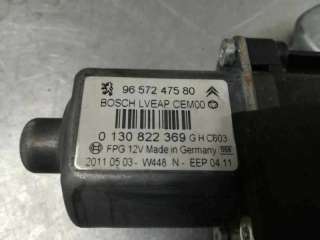 96 572 475 80
BOSCH LVEAP CEM00
0 130 822 369 G H C603
FPG 12V Made in Germany
2011 05 03 - W448 N - EEP 04.11